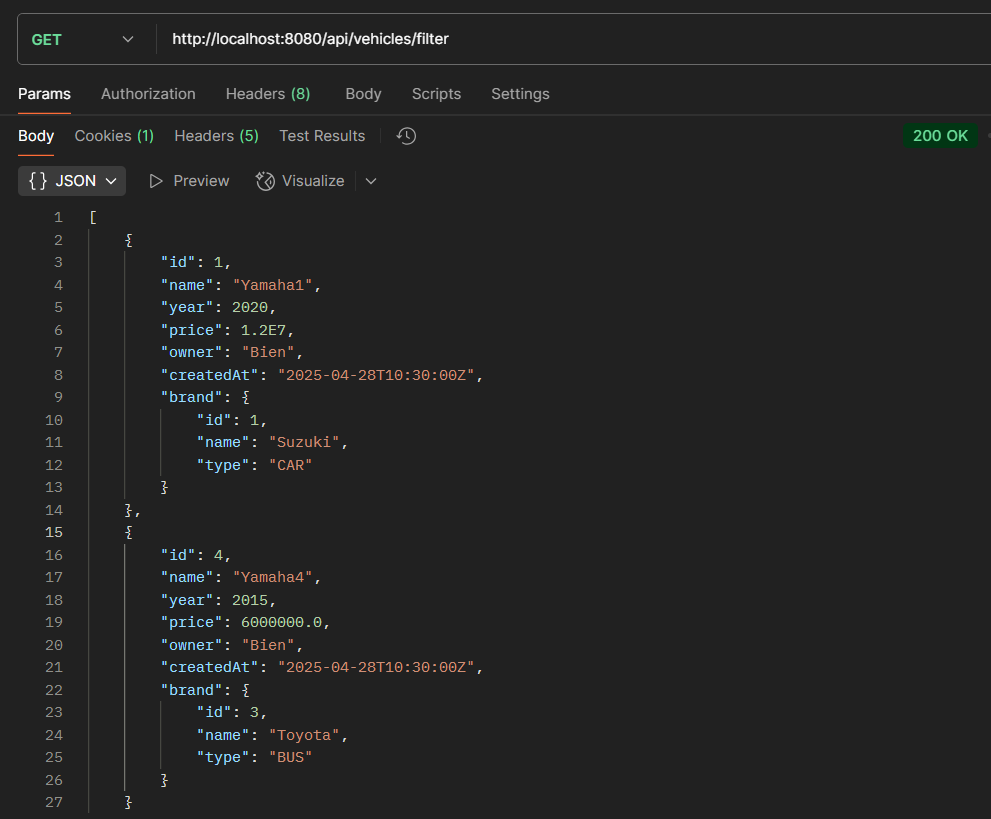 GET http://localhost:8080/api/vehicles/filter
Params Authorization Headers (8) Body Scripts Settings
Body Cookies (1) Headers (5) Test Results 200 OK
{} JSON Preview Visualize
1 [
2 {
3 "id": 1,
4 "name": "Yamaha1",
5 "year": 2020,
6 "price": 1.2E7,
7 "owner": "Bien",
8 "createdAt": "2025-04-28T10:30:00Z",
9 "brand": {
10 "id": 1,
11 "name": "Suzuki",
12 "type": "CAR"
13 }
14 },
15 {
16 "id": 4,
17 "name": "Yamaha4",
18 "year": 2015,
19 "price": 6000000.0,
20 "owner": "Bien",
21 "createdAt": "2025-04-28T10:30:00Z",
22 "brand": {
23 "id": 3,
24 "name": "Toyota",
25 "type": "BUS"
26 }
27 }